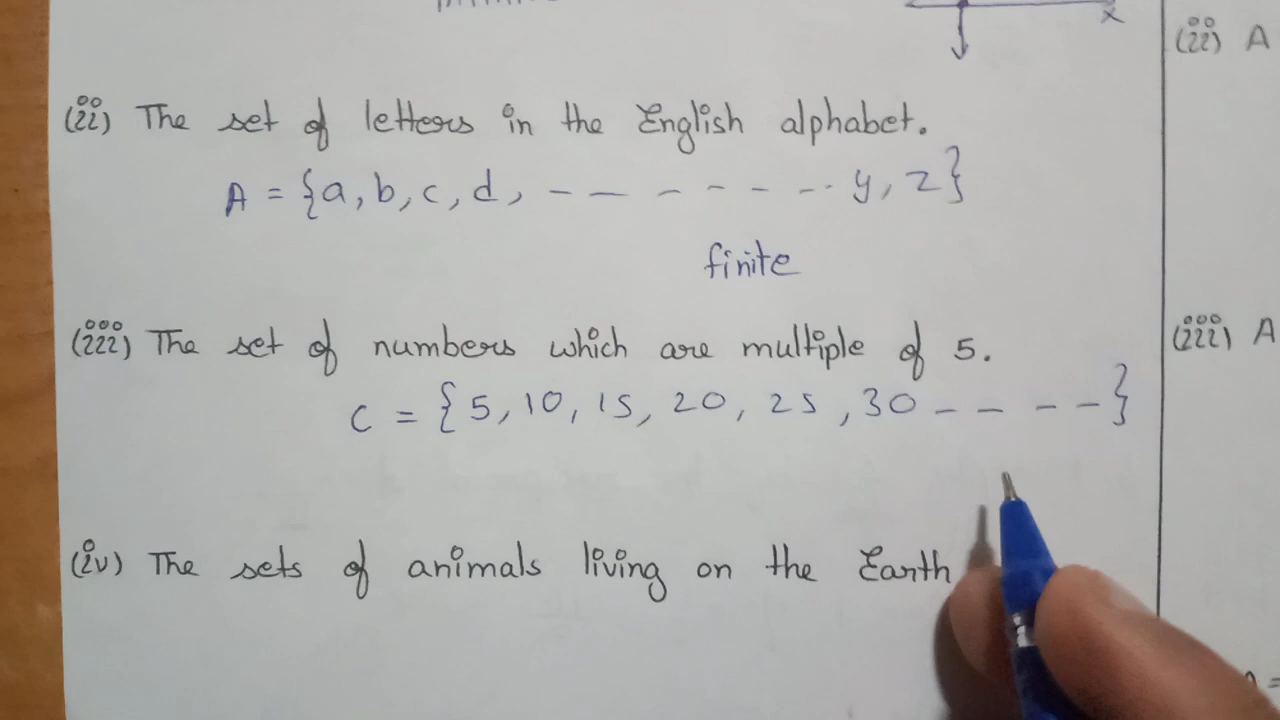 (ii) The set of letters in the English alphabet.
A = {a, b, c, d, - - - - - - - y, z}
finite
(iii) The set of numbers which are multiple of 5.
C = {5, 10, 15, 20, 25, 30 - - - -}
(iv) The sets of animals living on the Earth
x
(ii) A
(iii) A